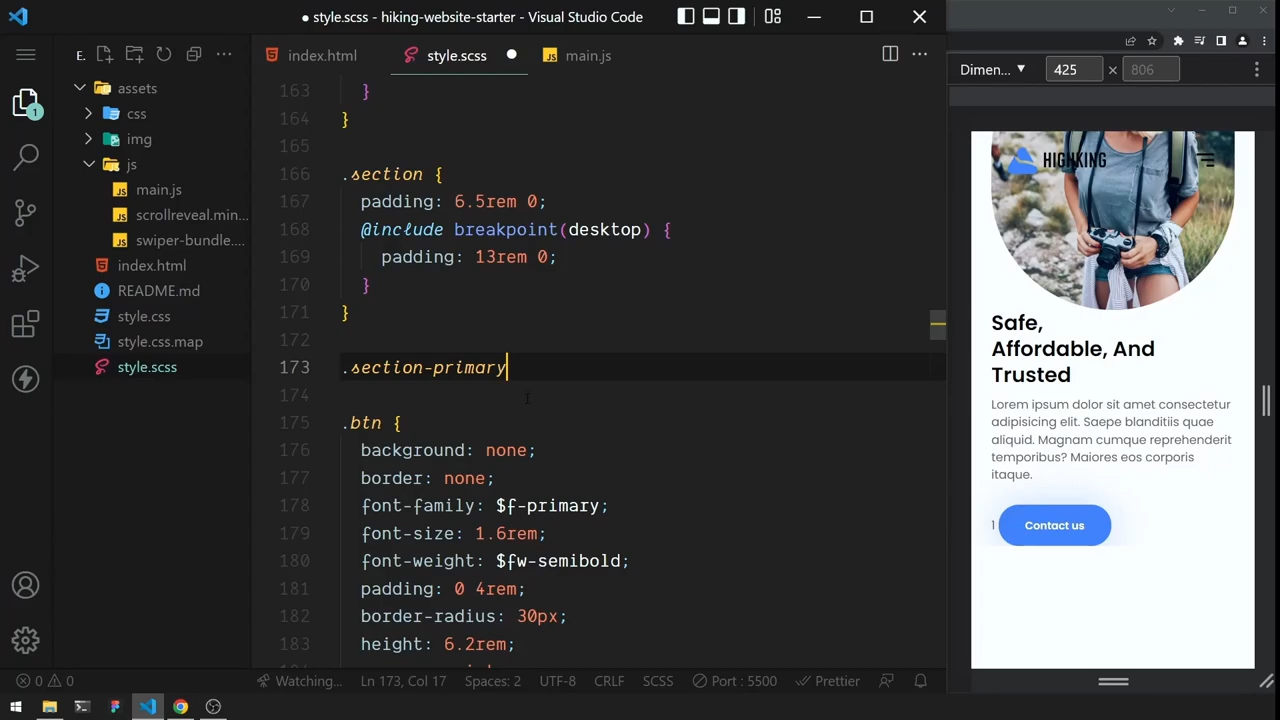 ● style.scss - hiking-website-starter - Visual Studio Code
E.
index.html
style.scss
main.js
Dimen...
425
×
806
assets
css
img
js
main.js
scrollreveal.min...
swiper-bundle....
index.html
README.md
style.css
style.css.map
style.scss
1
163 }
164 }
165
166 .section {
167 padding: 6.5rem 0;
168 @include breakpoint(desktop) {
169 padding: 13rem 0;
170 }
171 }
172
173 .section-primary
174
175 .btn {
176 background: none;
177 border: none;
178 font-family: $f-primary;
179 font-size: 1.6rem;
180 font-weight: $fw-semibold;
181 padding: 0 4rem;
182 border-radius: 30px;
183 height: 6.2rem;
HIGHKING
Safe,
Affordable, And
Trusted
Lorem ipsum dolor sit amet consectetur
adipisicing elit. Saepe blanditiis quae
aliquid. Magnam cumque reprehenderit
temporibus? Maiores eos corporis
itaque.
1 Contact us
0 0
Watching...
Ln 173, Col 17
Spaces: 2
UTF-8
CRLF
SCSS
Port : 5500
Prettier